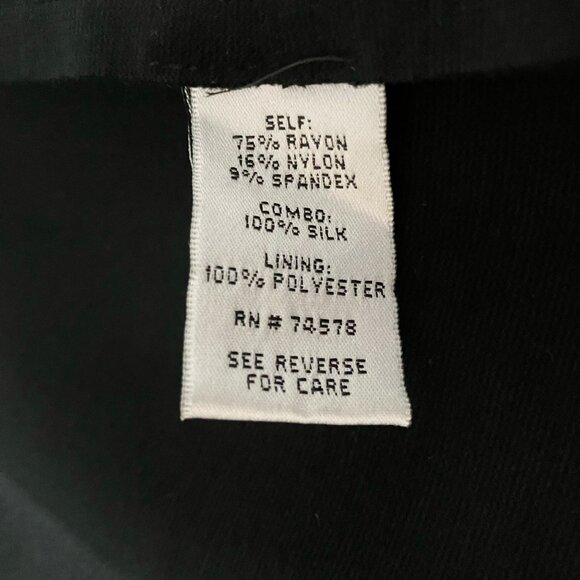 SELF:
75% RAYON
16% NYLON
9% SPANDEX
COMBO:
100% SILK
LINING:
100% POLYESTER
RN # 74578
SEE REVERSE
FOR CARE